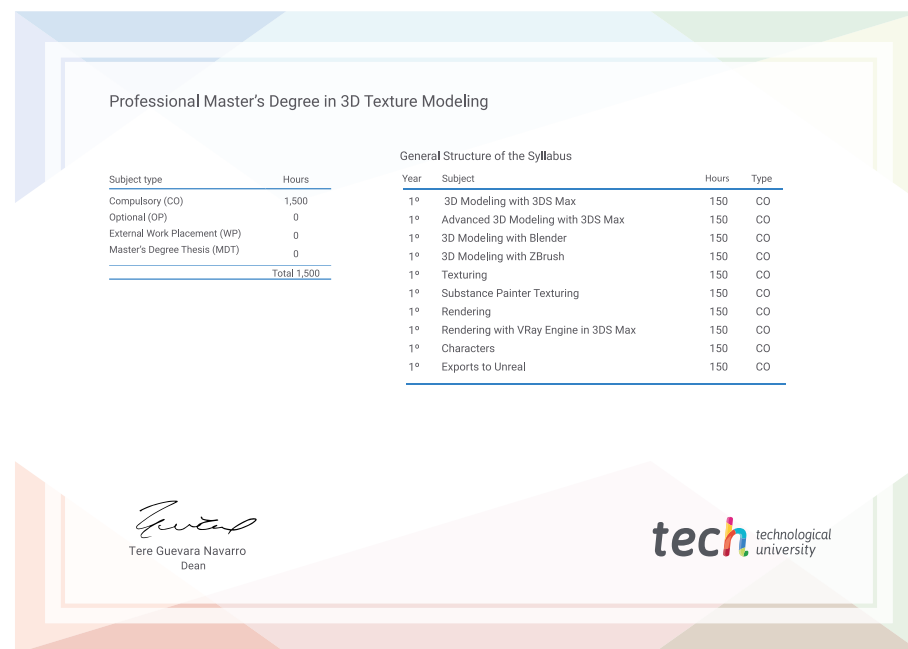 Professional Master's Degree in 3D Texture Modeling
General Structure of the Syllabus
Subject type Hours
Compulsory (CO) 1,500
Optional (OP) 0
External Work Placement (WP) 0
Master's Degree Thesis (MDT) 0
Total 1,500
Year Subject Hours Type
1º 3D Modeling with 3DS Max 150 CO
1º Advanced 3D Modeling with 3DS Max 150 CO
1º 3D Modeling with Blender 150 CO
1º 3D Modeling with ZBrush 150 CO
1º Texturing 150 CO
1º Substance Painter Texturing 150 CO
1º Rendering 150 CO
1º Rendering with VRay Engine in 3DS Max 150 CO
1º Characters 150 CO
1º Exports to Unreal 150 CO
Tere Guevara Navarro
Dean
tech technological
university